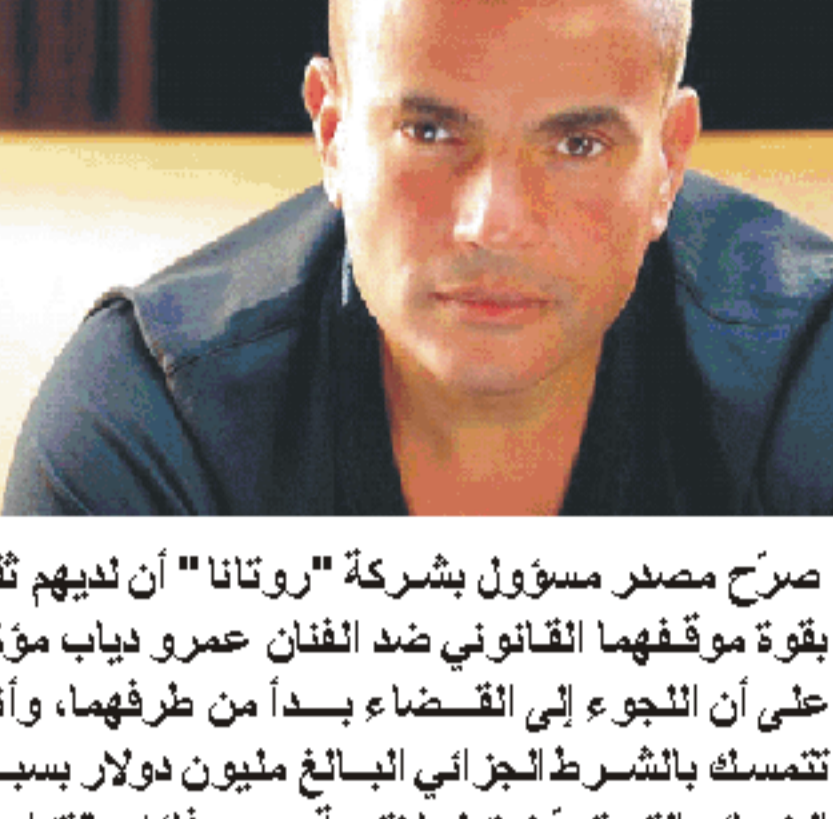 صرّح مصدر مسؤول بشركة "روتانا" أن لديهم
بقوة موقفهما القانوني ضد الفنان عمرو دياب
على أن اللجوء إلى القضاء بدأ من طرفهما،
تتمسك بالشرط الجزائي البالغ مليون دولار